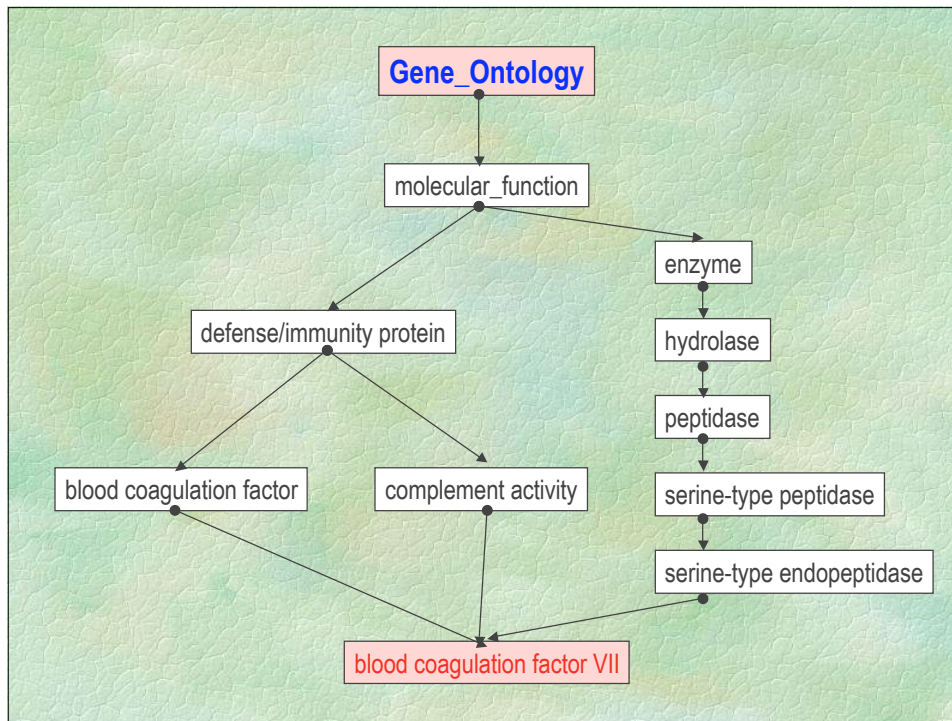 Gene_Ontology
molecular_function
enzyme
defense/immunity protein
hydrolase
peptidase
blood coagulation factor
complement activity
serine-type peptidase
serine-type endopeptidase
blood coagulation factor VII